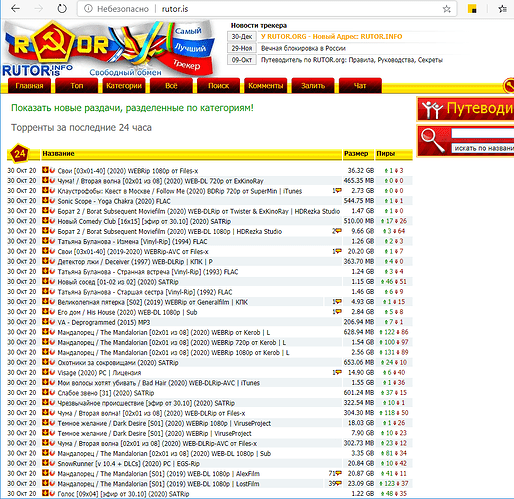 Небезопасно | rutor.is
RUTOR
Самый
Лучший
Трекер
RUTOR.INFO
is
Свободный обмен
Новости трекера
30-Дек У RUTOR.ORG - Новый Адрес: RUTOR.INFO
29-Ноя Вечная блокировка в России
09-Окт Путеводитель по RUTOR.org: Правила, Руководства, Секреты
Главная Топ Категории Всё Поиск Комменты Залить Чат
Показать новые раздачи, разделенные по категориям!
Торренты за последние 24 часа
Путеводи
искать по названи
24 Название Размер Пиры
30 Окт 20 Свои [03x01-40] (2020) WEBRip 1080p от Files-x 36.32 GB 1 3
30 Окт 20 Чума! / Вторая волна [02x01 из 08] (2020) WEB-DL 720p от ExKinoRay 465.35 MB 0 0
30 Окт 20 Клаустрофобы: Квест в Москве / Follow Me (2020) BDRip 720p от SuperMin | iTunes 1 2.73 GB 0 0
30 Окт 20 Sonic Scope - Yoga Chakra (2020) FLAC 544.75 MB 1 1
30 Окт 20 Борат 2 / Borat Subsequent Moviefilm (2020) WEB-DLRip от Twister & ExKinoRay | HDRezka Studio 1.47 GB 1 0
30 Окт 20 Новый Comedy Club [16x15] [эфир от 30.10] (2020) SATRip 510.00 MB 17 26
30 Окт 20 Борат 2 / Borat Subsequent Moviefilm (2020) WEB-DL 1080p | HDRezka Studio 2 9.66 GB 3 64
30 Окт 20 Татьяна Буланова - Измена [Vinyl-Rip] (1994) FLAC 1.26 GB 2 3
30 Окт 20 Свои [03x01-40] (2019-2020) WEBRip-AVC от Files-x 1 20.20 GB 1 7
30 Окт 20 Детектор лжи / Deceiver (1997) WEB-DLRip | КПК | P 363.70 MB 4 0
30 Окт 20 Татьяна Буланова - Странная встреча [Vinyl-Rip] (1993) FLAC 1.24 GB 3 4
30 Окт 20 Новый сосед [01-02 из 02] (2020) SATRip 1.15 GB 46 51
30 Окт 20 Татьяна Буланова - Старшая сестра [Vinyl-Rip] (1992) FLAC 1.46 GB 6 9
30 Окт 20 Великолепная пятерка [S02] (2019) WEBRip от Generalfilm | КПК 1 4.93 GB 1 15
30 Окт 20 Его дом / His House (2020) WEB-DL 1080p | Sub 1 2.84 GB 5 8
30 Окт 20 VA - Deprogrammed (2015) MP3 206.94 MB 7 1
30 Окт 20 Мандалорец / The Mandalorian [02x01 из 08] (2020) WEBRip от Kerob | L 628.94 MB 122 86
30 Окт 20 Мандалорец / The Mandalorian [02x01 из 08] (2020) WEBRip 720p от Kerob | L 1.54 GB 100 97
30 Окт 20 Мандалорец / The Mandalorian [02x01 из 08] (2020) WEBRip 1080p от Kerob | L 2.56 GB 131 89
30 Окт 20 Охотники за сокровищами (2020) SATRip 653.06 MB 24 10
30 Окт 20 Visage (2020) PC | Лицензия 1 14.90 GB 6 40
30 Окт 20 Мои волосы хотят убивать / Bad Hair (2020) WEB-DLRip-AVC | iTunes 1.55 GB 1 36
30 Окт 20 Слабое звено [31] (2020) SATRip 601.24 MB 37 15
30 Окт 20 Чрезвычайное происшествие [эфир от 30.10] (2020) SATRip 322.54 MB 10 1
30 Окт 20 Чума / Вторая волна! [02x01 из 08] (2020) WEB-DLRip от Files-x 304.30 MB 118 50
30 Окт 20 Темное желание / Dark Desire [S01] (2020) WEBRip 1080p | ViruseProject 18.03 GB 1 26
30 Окт 20 Темное желание / Dark Desire [S01] (2020) WEBRip | ViruseProject 7.90 GB 10 23
30 Окт 20 Чума / Вторая волна [02x01 из 08] (2020) WEB-DLRip-AVC от Files-x 302.73 MB 23 12
30 Окт 20 Мандалорец / The Mandalorian [02x01 из 08] (2020) WEB-DL 1080p | Sub 3.35 GB 81 34
30 Окт 20 SnowRunner [v 10.4 + DLCs] (2020) PC | EGS-Rip 20.84 GB 10 42
30 Окт 20 Мандалорец / The Mandalorian [S01] (2019) WEB-DL 1080p | AlexFilm 71 20.87 GB 41 11
30 Окт 20 Мандалорец / The Mandalorian [S01] (2019) WEB-DL 1080p | LostFilm 39 23.09 GB 123 37
30 Окт 20 Голос [09x04] [эфир от 30.10] (2020) SATRip 1.22 GB 48 35